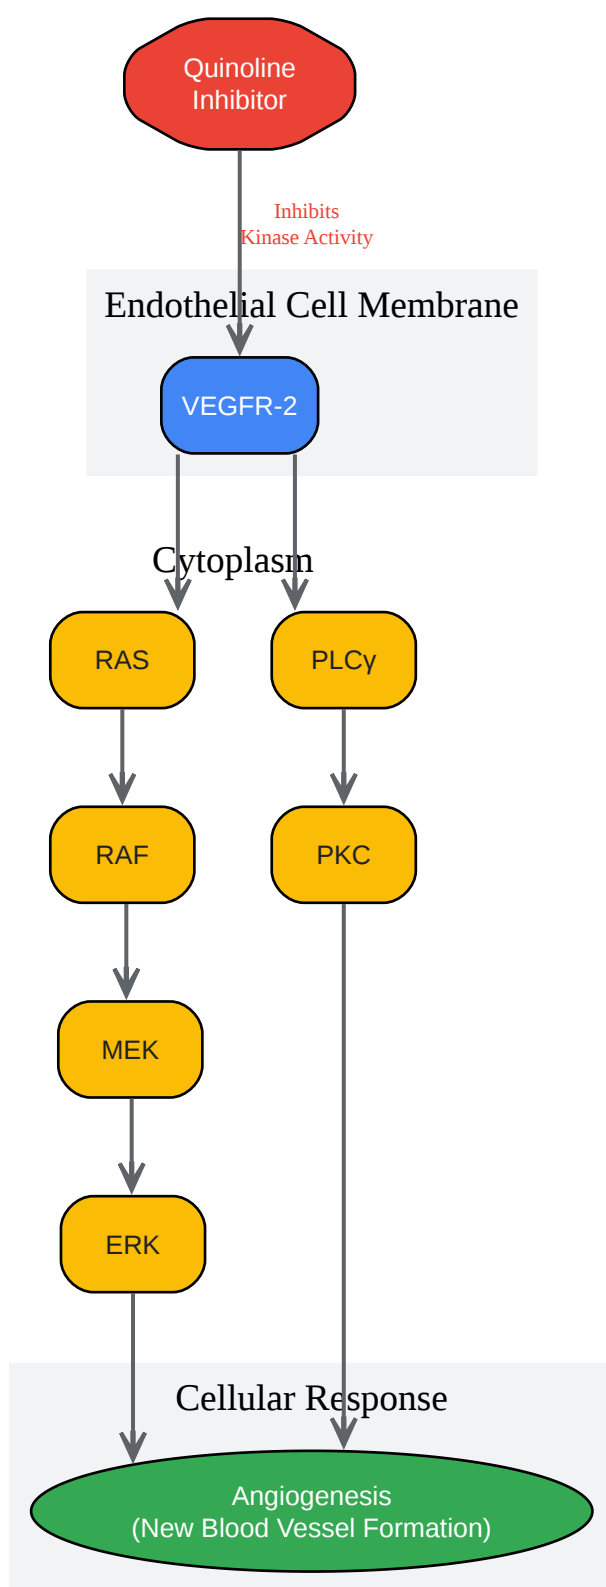 Quinoline
Inhibitor
Inhibits
Kinase Activity
Endothelial Cell Membrane
VEGFR-2
Cytoplasm
RAS
PLCγ
RAF
PKC
MEK
ERK
Cellular Response
Angiogenesis
(New Blood Vessel Formation)